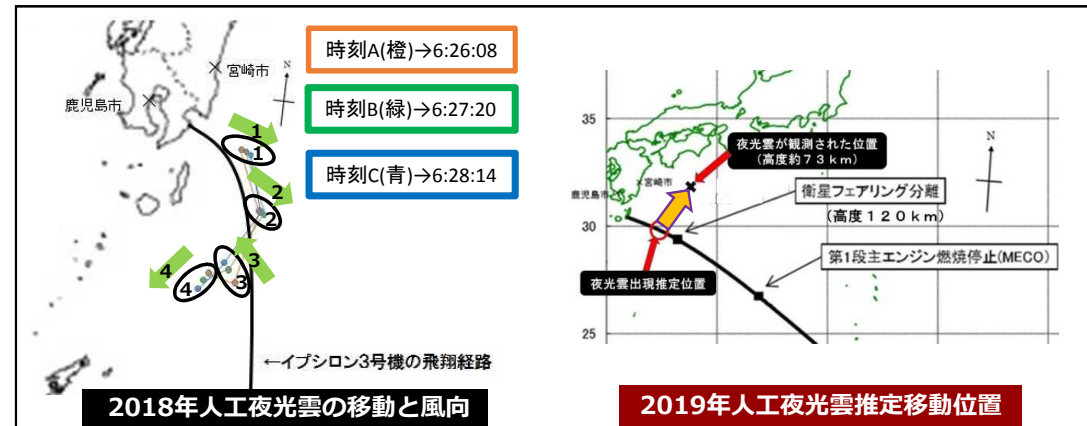 時刻A(橙)→6:26:08
時刻B(緑)→6:27:20
時刻C(青)→6:28:14
宮崎市
鹿児島市
N
1
1
2
2
3
3
4
4
←イプシロン3号機の飛翔経路
2018年人工夜光雲の移動と風向
35
30
25
夜光雲が観測された位置
(高度約73km)
N
宮崎市
鹿児島市
衛星フェアリング分離
(高度120km)
第1段主エンジン燃焼停止(MECO)
夜光雲出現推定位置
2019年人工夜光雲推定移動位置